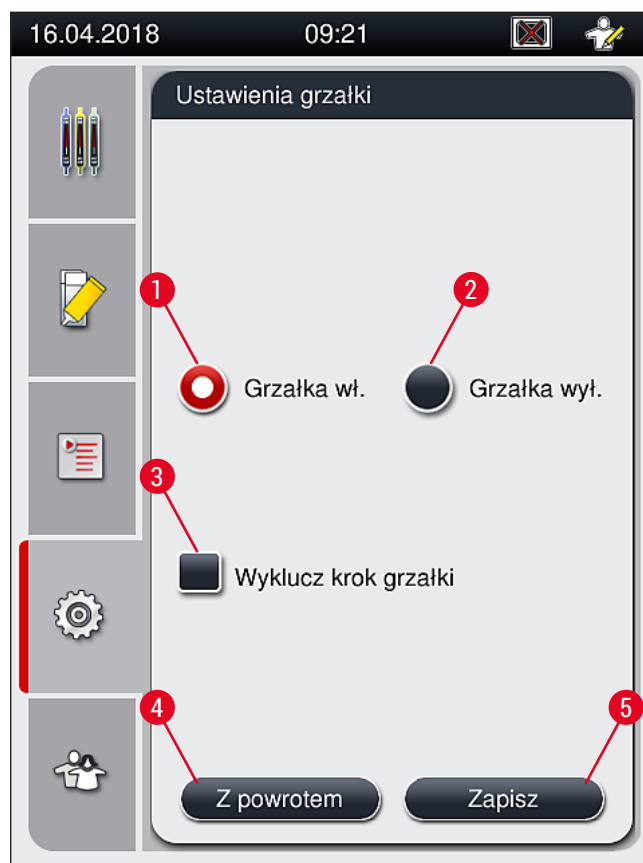 16.04.2018 09:21
Ustawienia grzałki
1 2
Grzałka wł. Grzałka wył.
3
Wyklucz krok grzałki
4 5
Z powrotem Zapisz